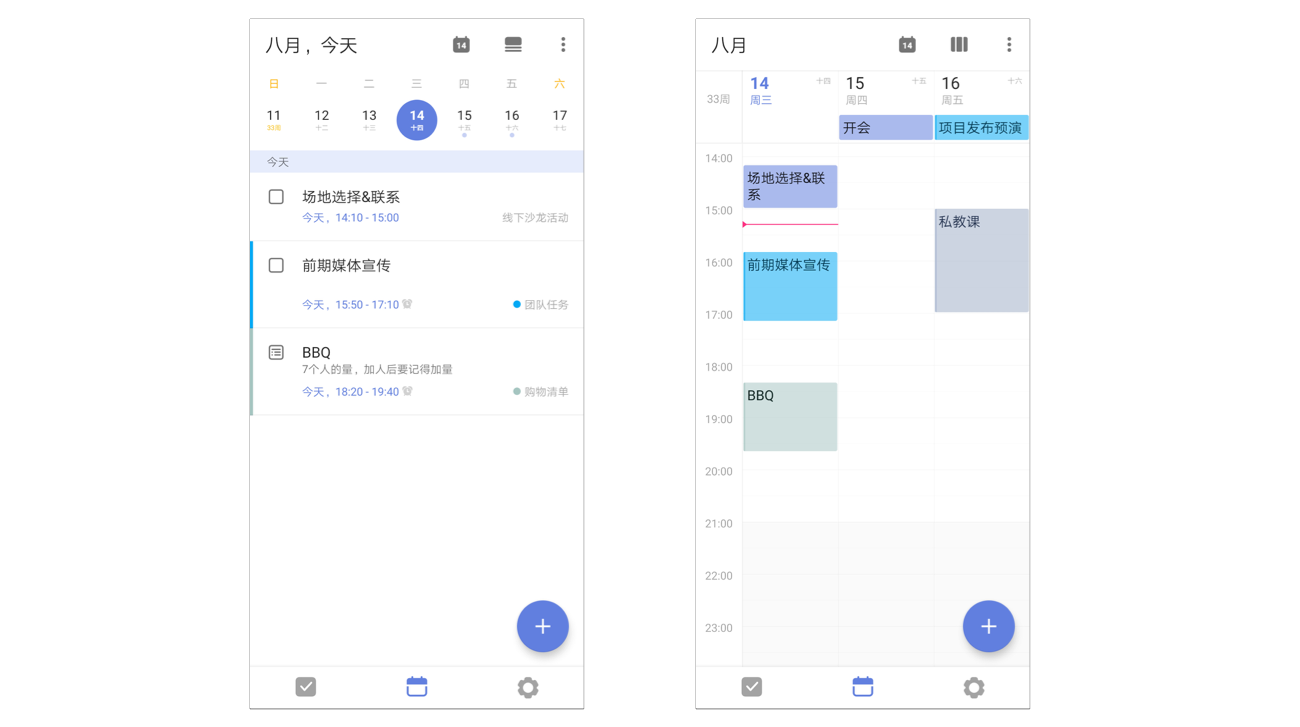 八月，今天
14
日 一 二 三 四 五 六
11 12 13 14 15 16 17
33周 十二 十三 十四 十五 十六 十七
今天
场地选择&联系
今天，14:10 - 15:00 线下沙龙活动
前期媒体宣传
今天，15:50 - 17:10 团队任务
BBQ
7个人的量，加人后要记得加量
今天，18:20 - 19:40 购物清单
八月
14
33周
14 十四
周三
15 十五
周四
16 十六
周五
开会
项目发布预演
14:00
场地选择&联
系
15:00
私教课
16:00
前期媒体宣传
17:00
18:00
BBQ
19:00
20:00
21:00
22:00
23:00